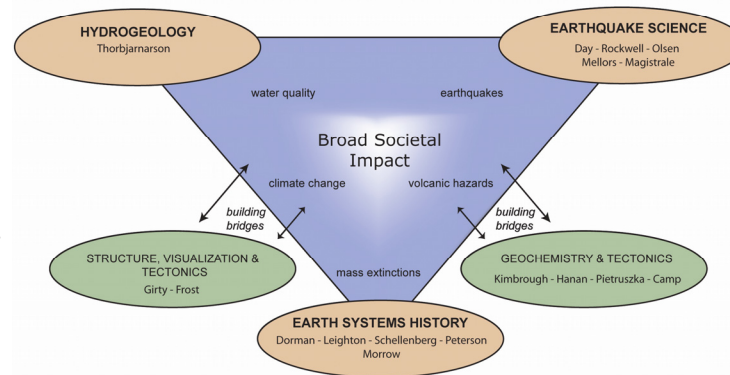 HYDROGEOLOGY
Thorbjarnarson
EARTHQUAKE SCIENCE
Day - Rockwell - Olsen
Mellors - Magistrale
water quality
earthquakes
Broad Societal
Impact
climate change
volcanic hazards
building
bridges
building
bridges
STRUCTURE, VISUALIZATION &
TECTONICS
Girty - Frost
GEOCHEMISTRY & TECTONICS
Kimbrough - Hanan - Pietruszka - Camp
mass extinctions
EARTH SYSTEMS HISTORY
Dorman - Leighton - Schellenberg - Peterson
Morrow